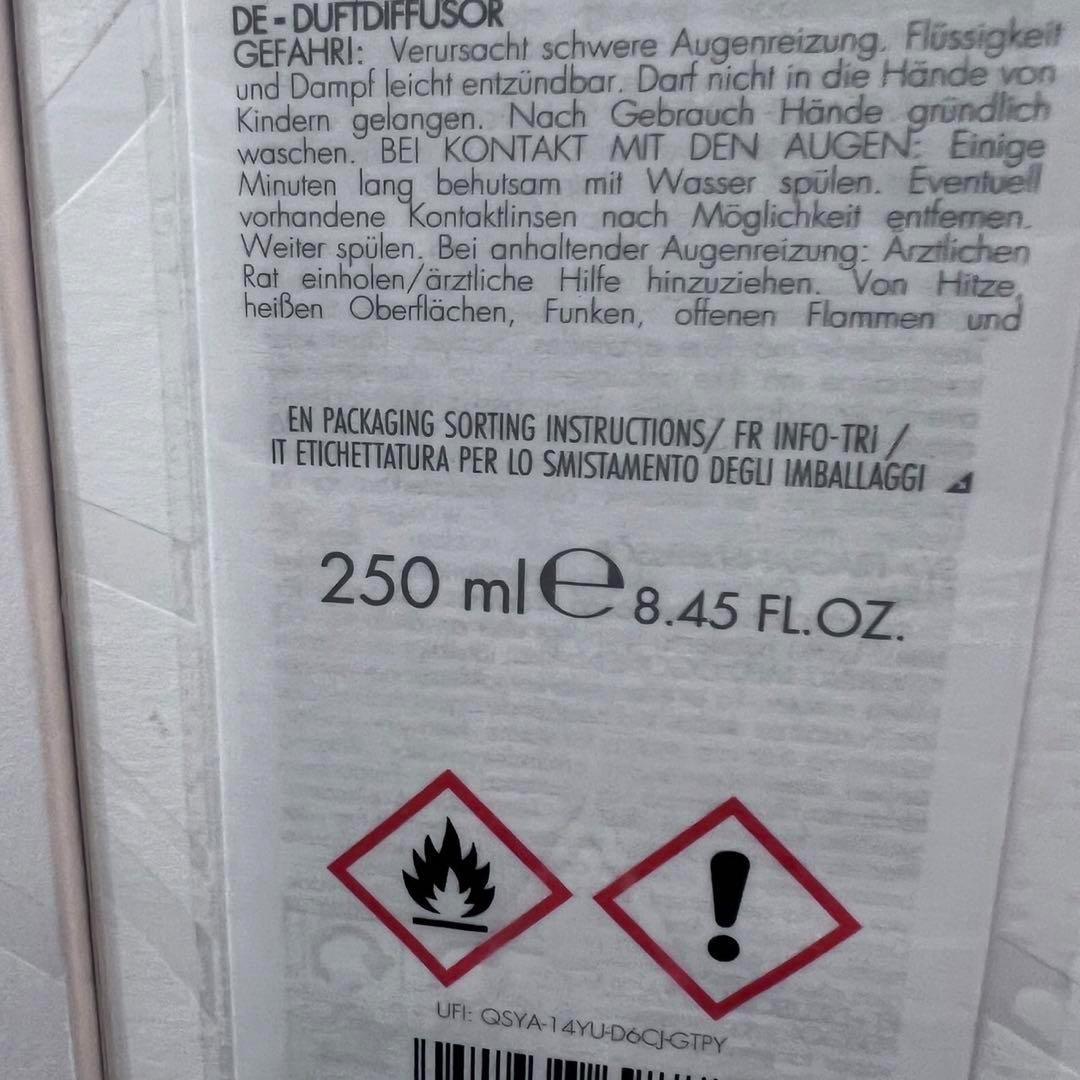 DE - DUFTDIFFUSOR
GEFAHRI: Verursacht schwere Augenreizung. Flüssigkeit
und Dampf leicht entzündbar. Darf nicht in die Hände von
Kindern gelangen. Nach Gebrauch Hände gründlich
waschen. BEI KONTAKT MIT DEN AUGEN: Einige
Minuten lang behutsam mit Wasser spülen. Eventuell
vorhandene Kontaktlinsen nach Möglichkeit entfernen.
Weiter spülen. Bei anhaltender Augenreizung: Ärztlichen
Rat einholen/ärztliche Hilfe hinzuziehen. Von Hitze,
heißen Oberflächen, Funken, offenen Flammen und
EN PACKAGING SORTING INSTRUCTIONS/ FR INFO-TRI /
IT ETICHETTATURA PER LO SMISTAMENTO DEGLI IMBALLAGGI
250 ml e 8.45 FL.OZ.
UFI: QSYA-14YU-D6CJ-GTPY